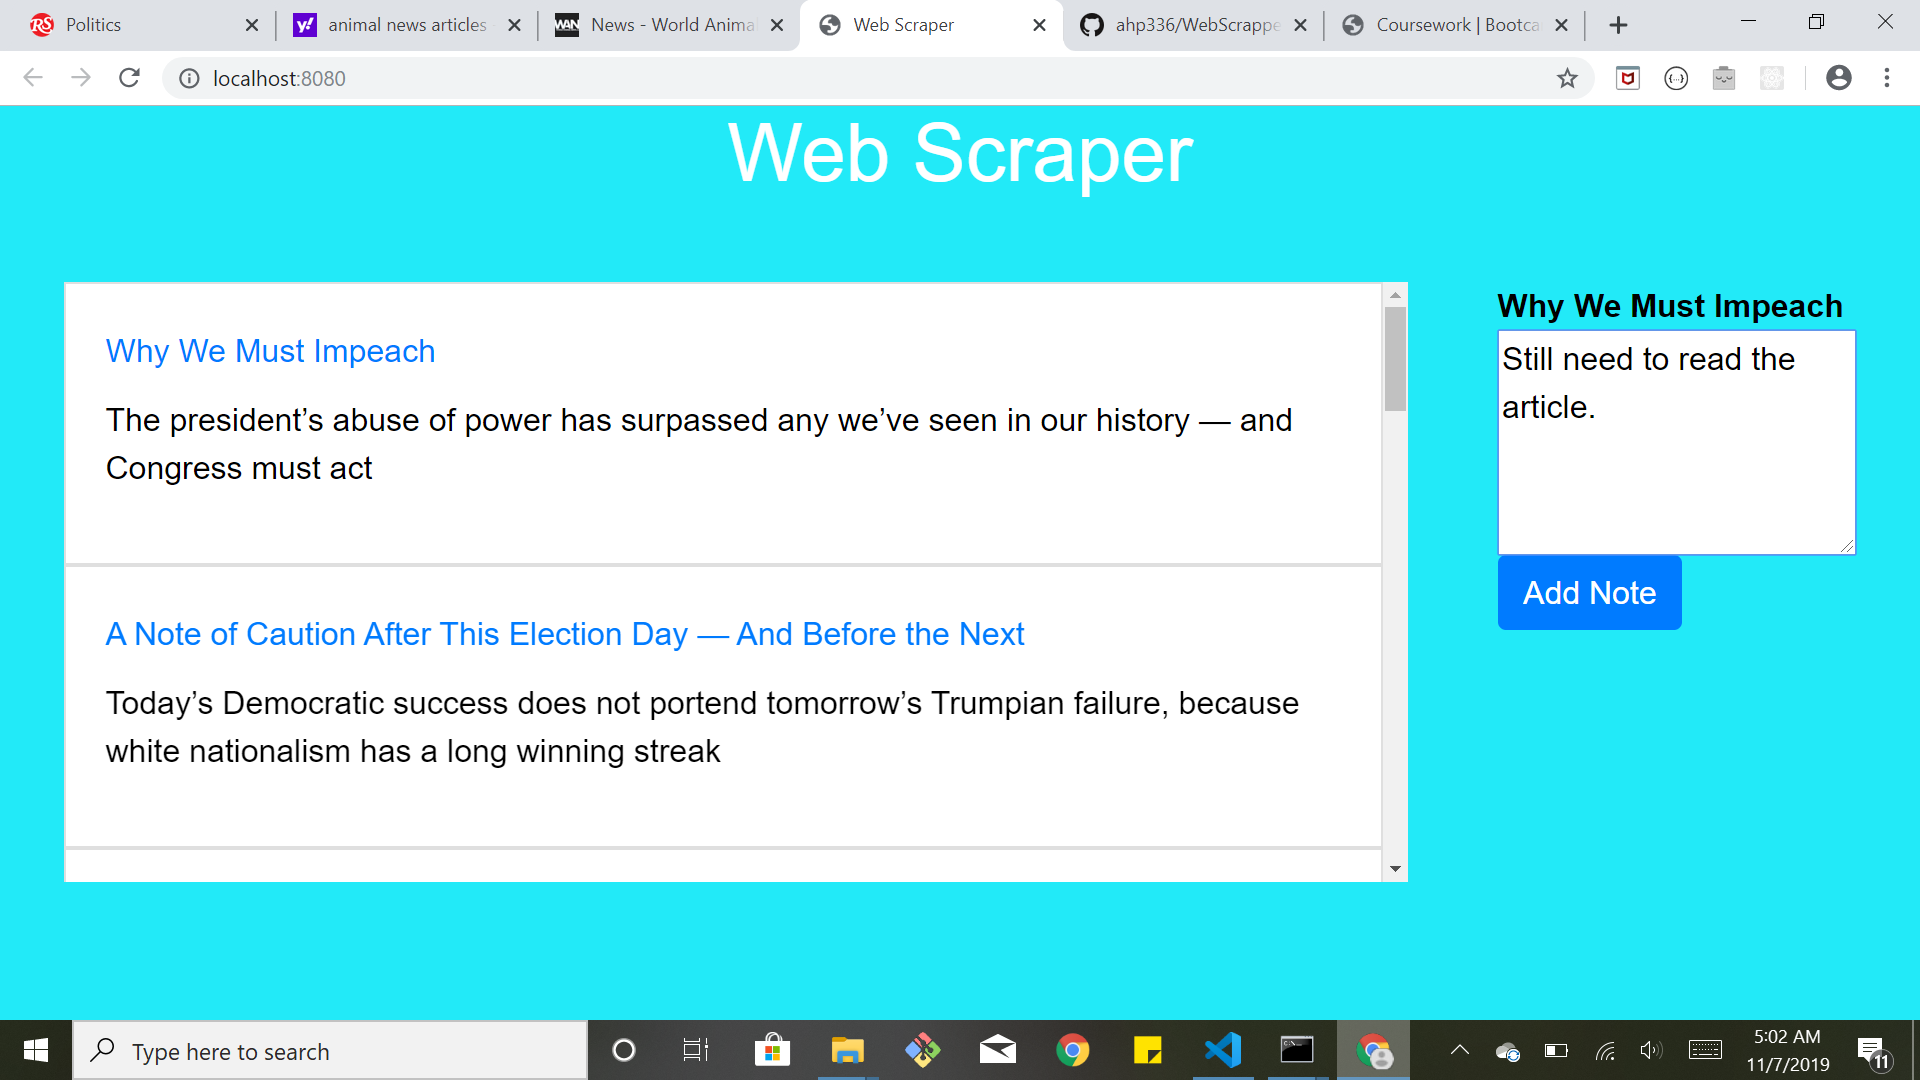 Politics
animal news articles
News - World Anima
Web Scraper
ahp336/WebScrappe
Coursework | Bootca
localhost:8080
Web Scraper
Why We Must Impeach
The president’s abuse of power has surpassed any we’ve seen in our history — and
Congress must act
A Note of Caution After This Election Day — And Before the Next
Today’s Democratic success does not portend tomorrow’s Trumpian failure, because
white nationalism has a long winning streak
Why We Must Impeach
Still need to read the
article.
Add Note
Type here to search
5:02 AM
11/7/2019
11